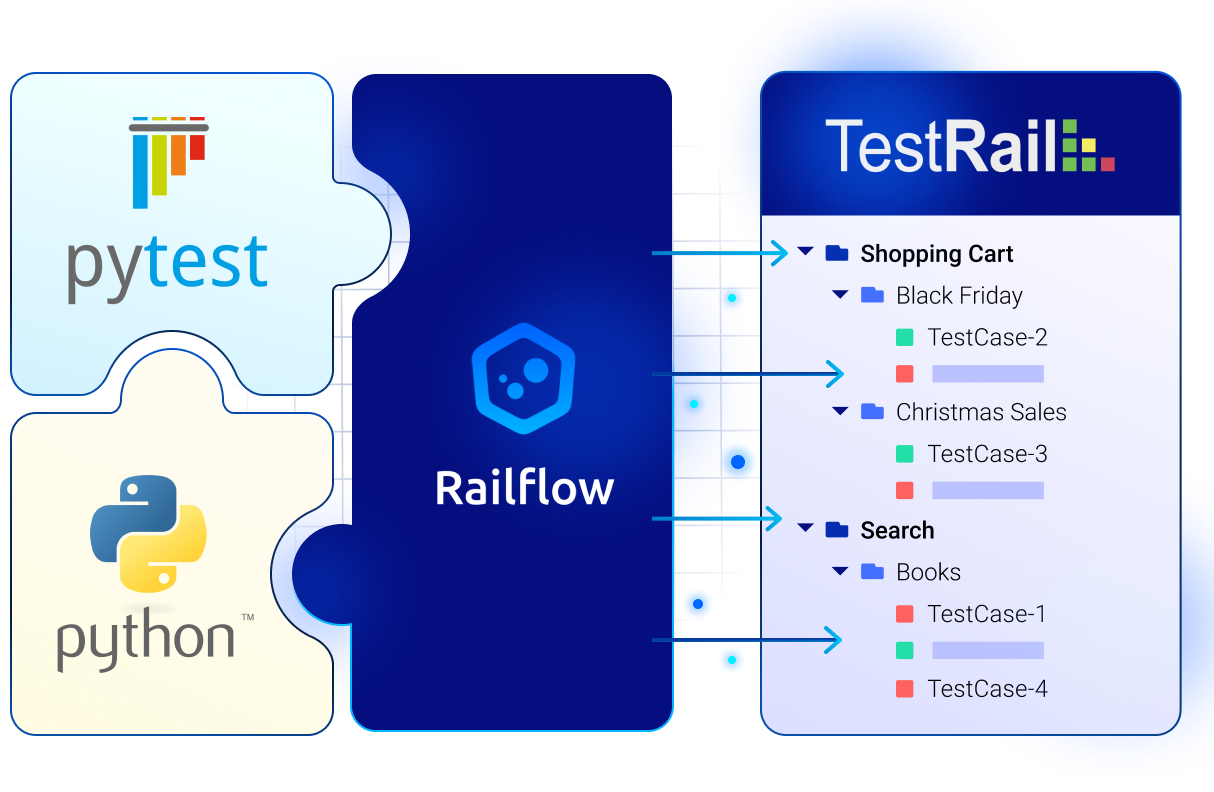 pytest
python™
Railflow
TestRail
Shopping Cart
Black Friday
TestCase-2
Christmas Sales
TestCase-3
Search
Books
TestCase-1
TestCase-4